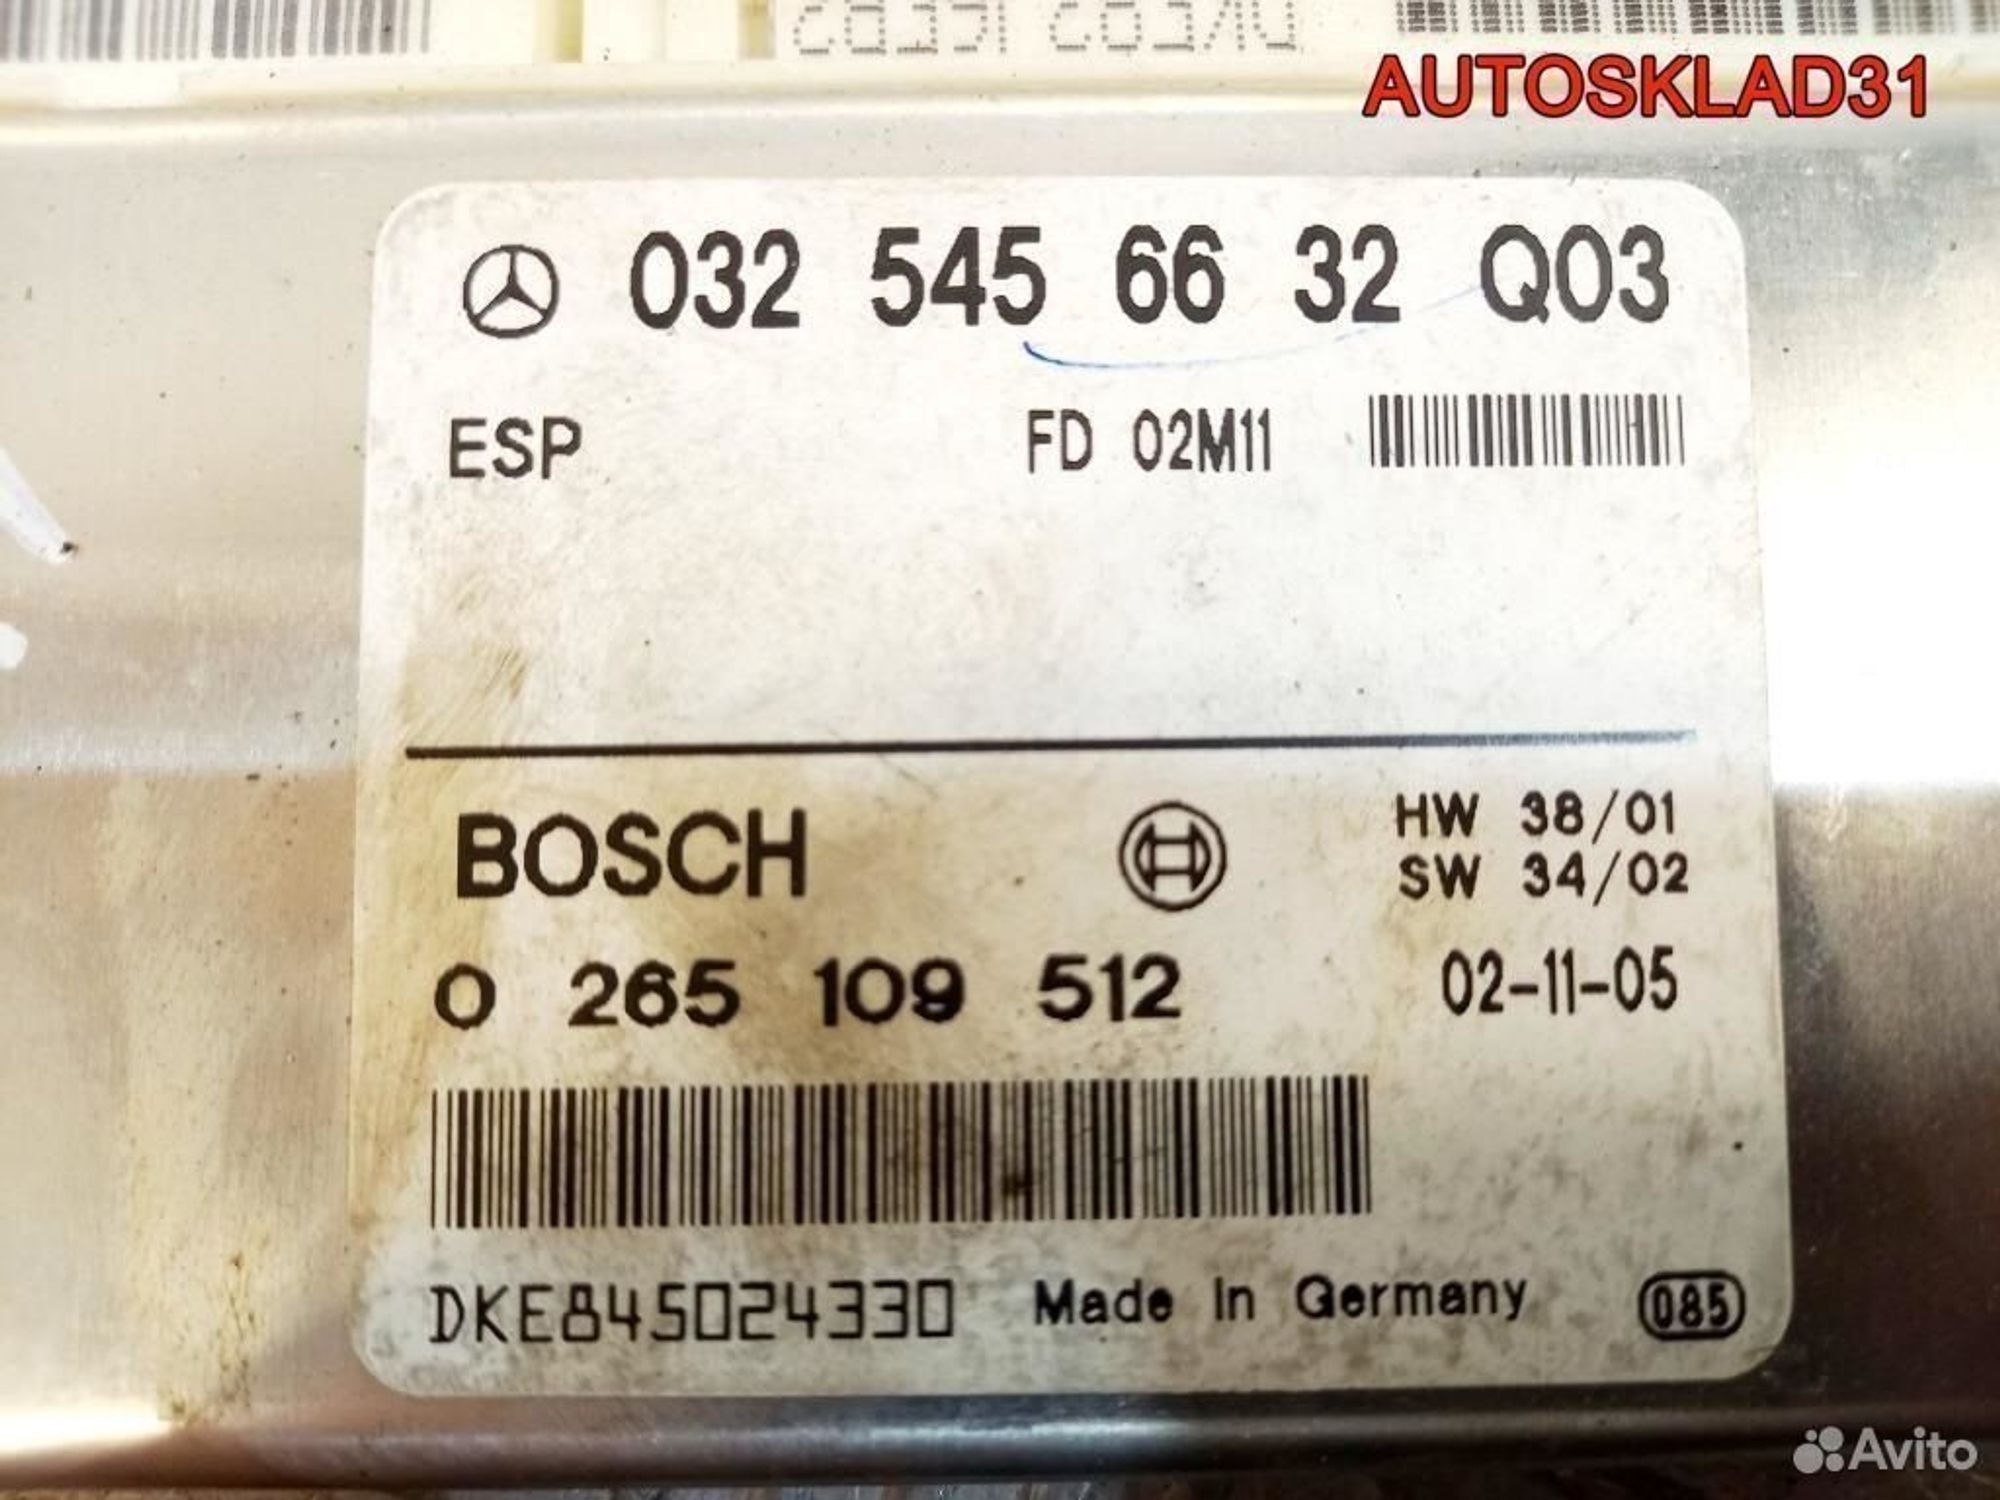 AUTOSKLAD31
032 545 66 32 Q03
ESP FD 02M11
BOSCH HW 38/01
SW 34/02
0 265 109 512 02-11-05
DKE845024330 Made in Germany 085
Avito